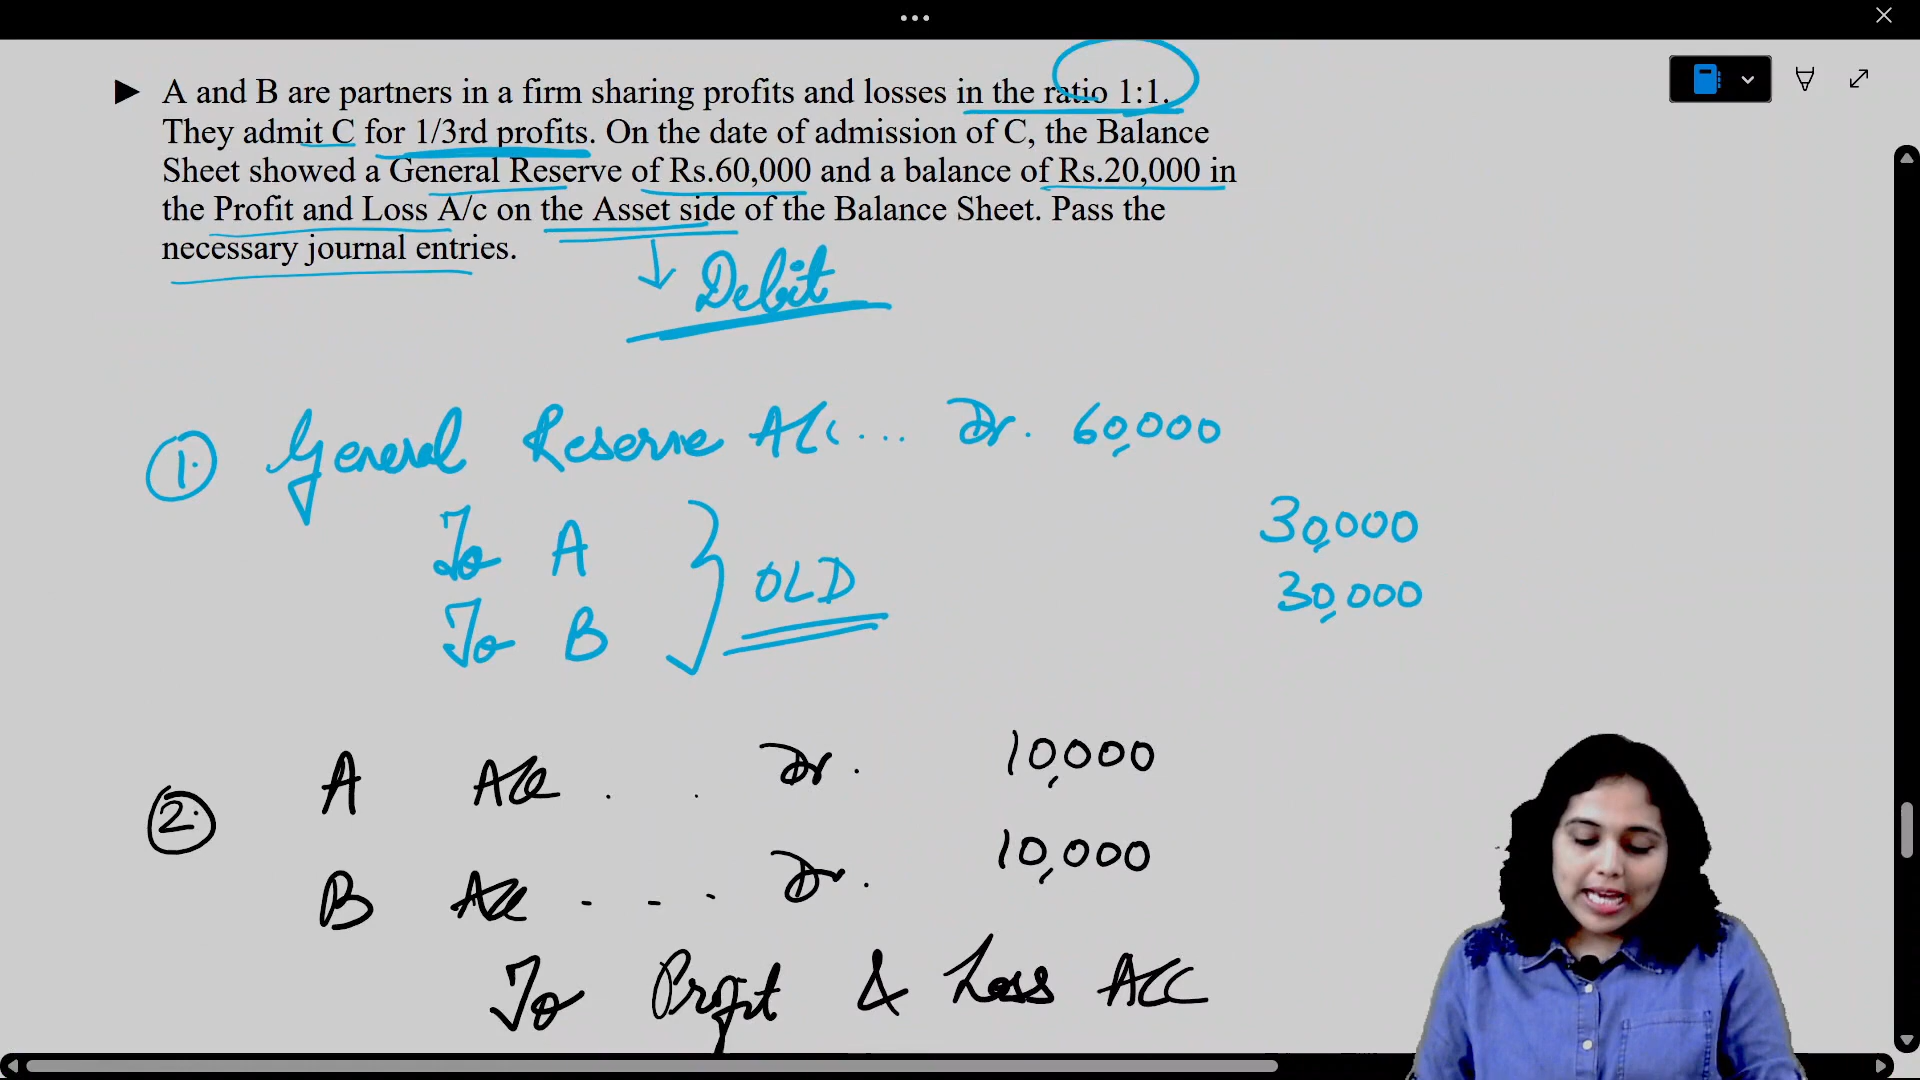 ▶ A and B are partners in a firm sharing profits and losses in the ratio 1:1.
They admit C for 1/3rd profits. On the date of admission of C, the Balance
Sheet showed a General Reserve of Rs.60,000 and a balance of Rs.20,000 in
the Profit and Loss A/c on the Asset side of the Balance Sheet. Pass the
necessary journal entries.
Debit
1. General Reserve A/c... Dr. 60,000
To A 30,000
OLD
To B 30,000
2. A A/c . . Dr. 10,000
B A/c - - - Dr. 10,000
To Profit & Loss A/c